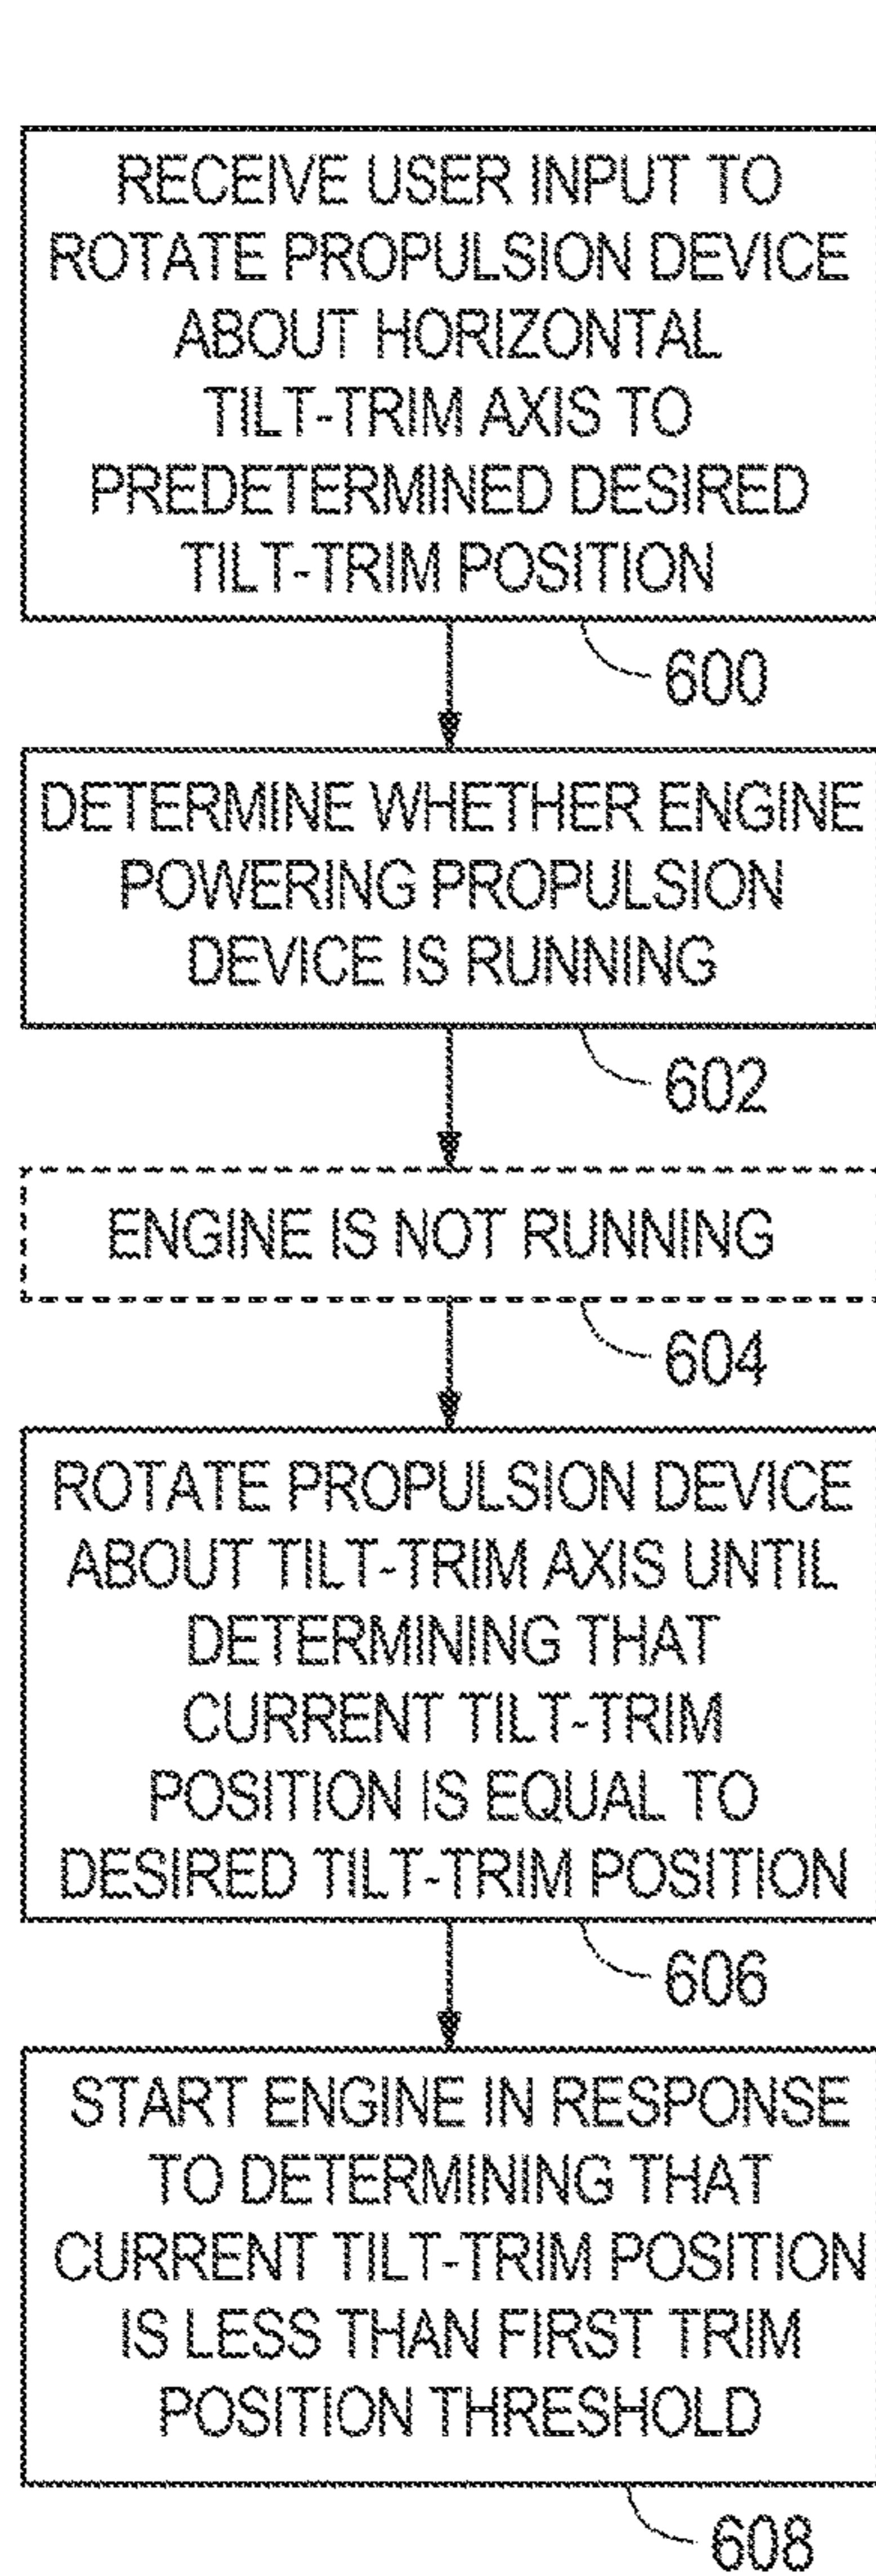 RECEIVE USER INPUT TO
ROTATE PROPULSION DEVICE
ABOUT HORIZONTAL
TILT-TRIM AXIS TO
PREDETERMINED DESIRED
TILT-TRIM POSITION
600
DETERMINE WHETHER ENGINE
POWERING PROPULSION
DEVICE IS RUNNING
602
ENGINE IS NOT RUNNING
604
ROTATE PROPULSION DEVICE
ABOUT TILT-TRIM AXIS UNTIL
DETERMINING THAT
CURRENT TILT-TRIM
POSITION IS EQUAL TO
DESIRED TILT-TRIM POSITION
606
START ENGINE IN RESPONSE
TO DETERMINING THAT
CURRENT TILT-TRIM POSITION
IS LESS THAN FIRST TRIM
POSITION THRESHOLD
608